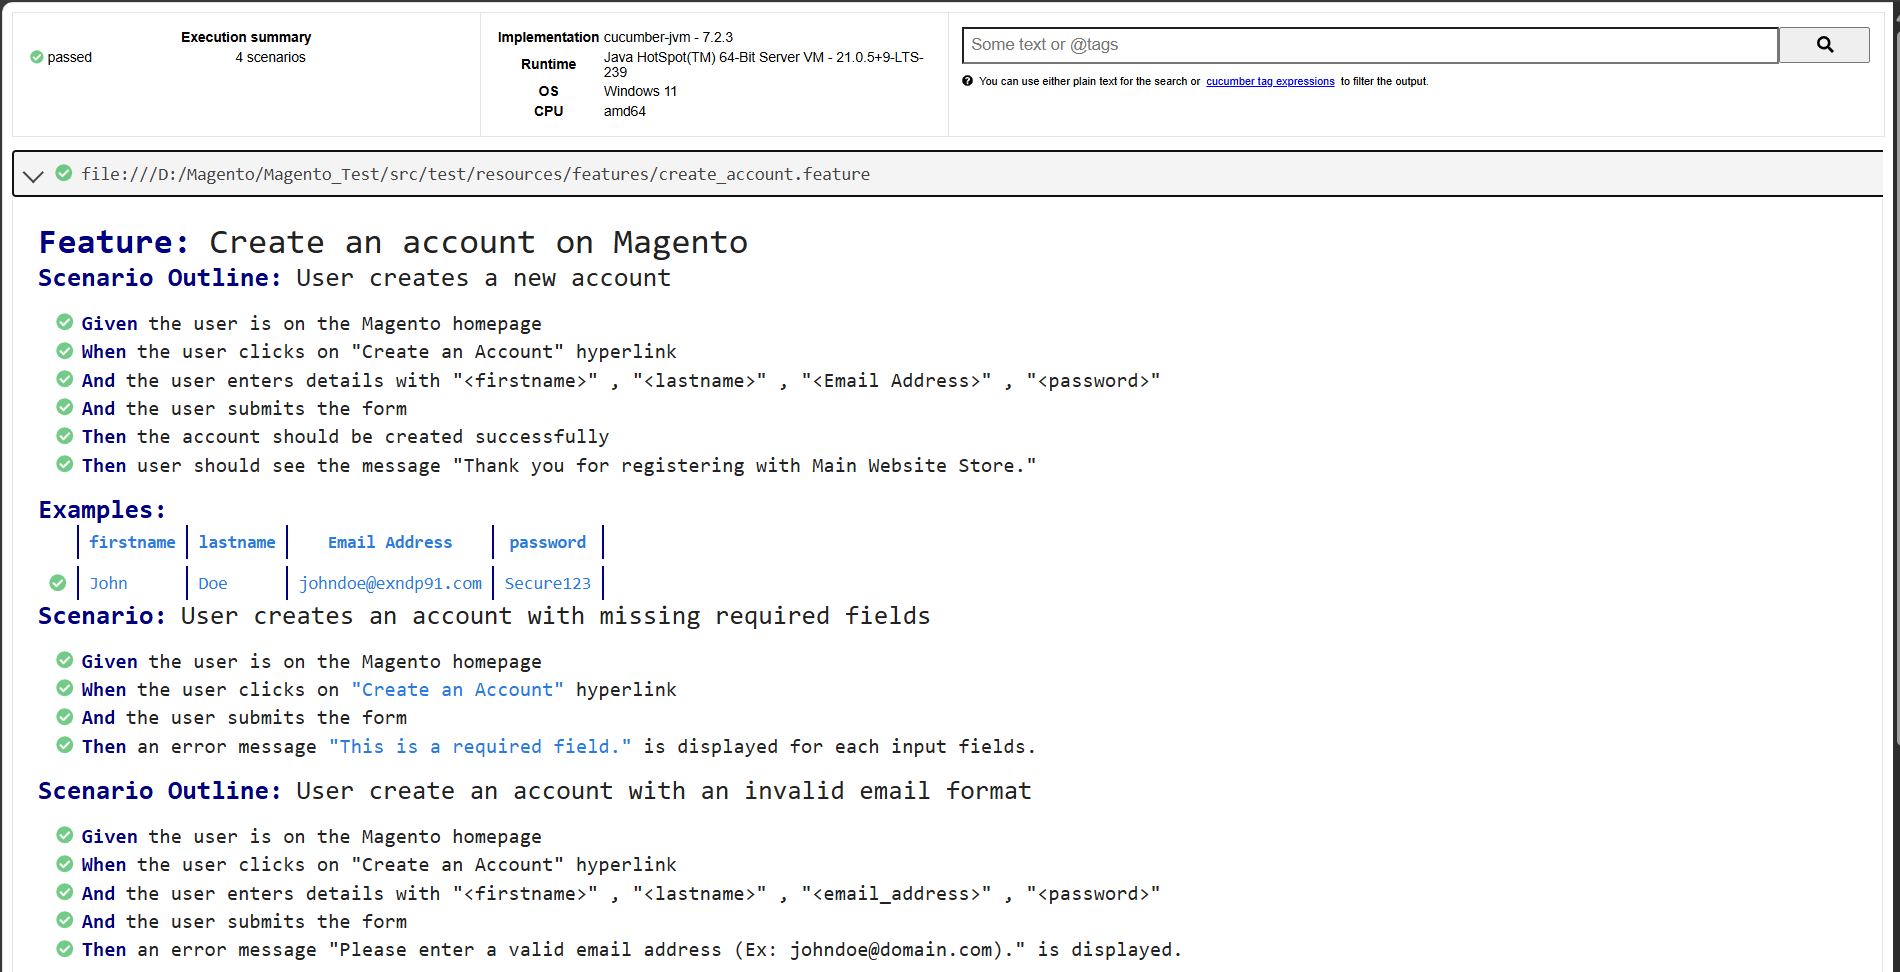 passed
Execution summary
4 scenarios
Implementation cucumber-jvm - 7.2.3
Runtime Java HotSpot(TM) 64-Bit Server VM - 21.0.5+9-LTS-
239
OS Windows 11
CPU amd64
Some text or @tags
You can use either plain text for the search or cucumber tag expressions to filter the output.
file:///D:/Magento/Magento_Test/src/test/resources/features/create_account.feature
Feature: Create an account on Magento
Scenario Outline: User creates a new account
Given the user is on the Magento homepage
When the user clicks on "Create an Account" hyperlink
And the user enters details with "<firstname>" , "<lastname>" , "<Email Address>" , "<password>"
And the user submits the form
Then the account should be created successfully
Then user should see the message "Thank you for registering with Main Website Store."
Examples:
firstname lastname Email Address password
John Doe johndoe@exndp91.com Secure123
Scenario: User creates an account with missing required fields
Given the user is on the Magento homepage
When the user clicks on "Create an Account" hyperlink
And the user submits the form
Then an error message "This is a required field." is displayed for each input fields.
Scenario Outline: User create an account with an invalid email format
Given the user is on the Magento homepage
When the user clicks on "Create an Account" hyperlink
And the user enters details with "<firstname>" , "<lastname>" , "<email_address>" , "<password>"
And the user submits the form
Then an error message "Please enter a valid email address (Ex: johndoe@domain.com)." is displayed.